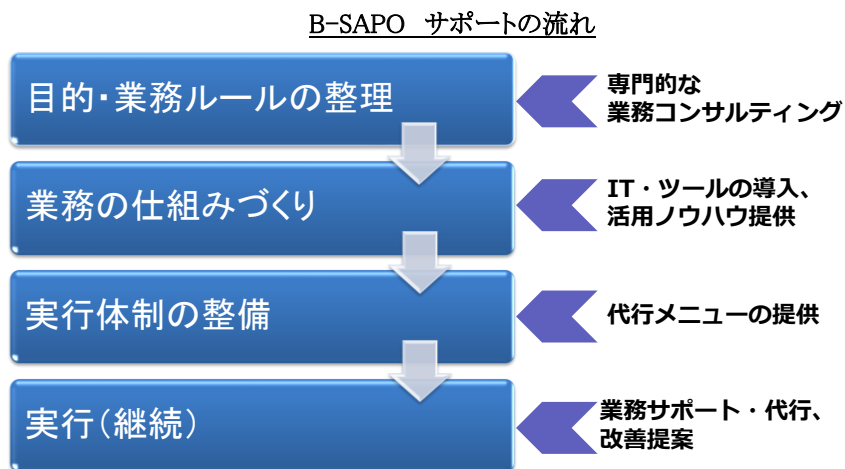 B-SAPO サポートの流れ
目的・業務ルールの整理
専門的な
業務コンサルティング
業務の仕組みづくり
IT・ツールの導入、
活用ノウハウ提供
実行体制の整備
代行メニューの提供
実行（継続）
業務サポート・代行、
改善提案